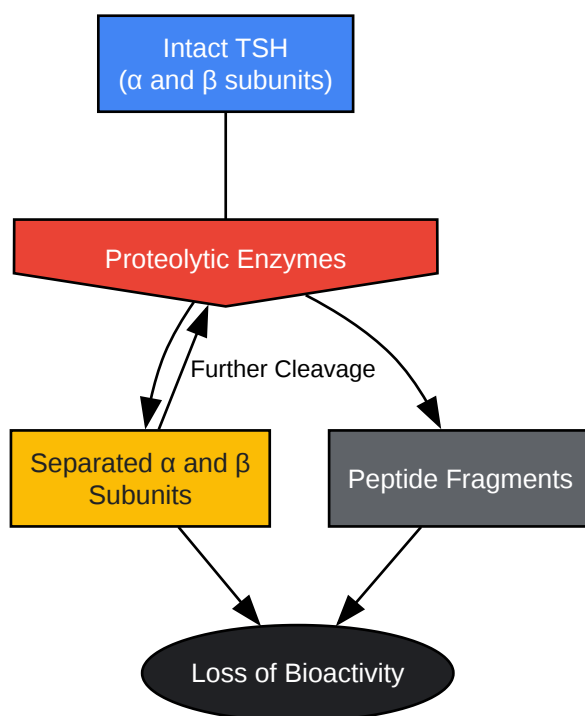 Intact TSH
(α and β subunits)
Proteolytic Enzymes
Further Cleavage
Separated α and β
Subunits
Peptide Fragments
Loss of Bioactivity